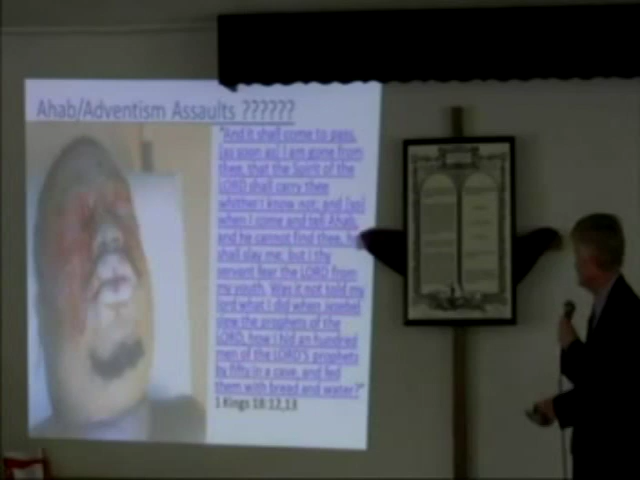 Ahab/Adventism Assaults ??????
"And it shall come to pass,
[as soon as] I am gone from
thee, that the Spirit of the
LORD shall carry thee
whither I know not; and [so]
when I come and tell Ahab,
and he cannot find thee, he
shall slay me: but I thy
servant fear the LORD from
my youth. Was it not told my
lord what I did when Jezebel
slew the prophets of the
LORD, how I hid an hundred
men of the LORD'S prophets
by fifty in a cave, and fed
them with bread and water?"
1 Kings 18:12,13